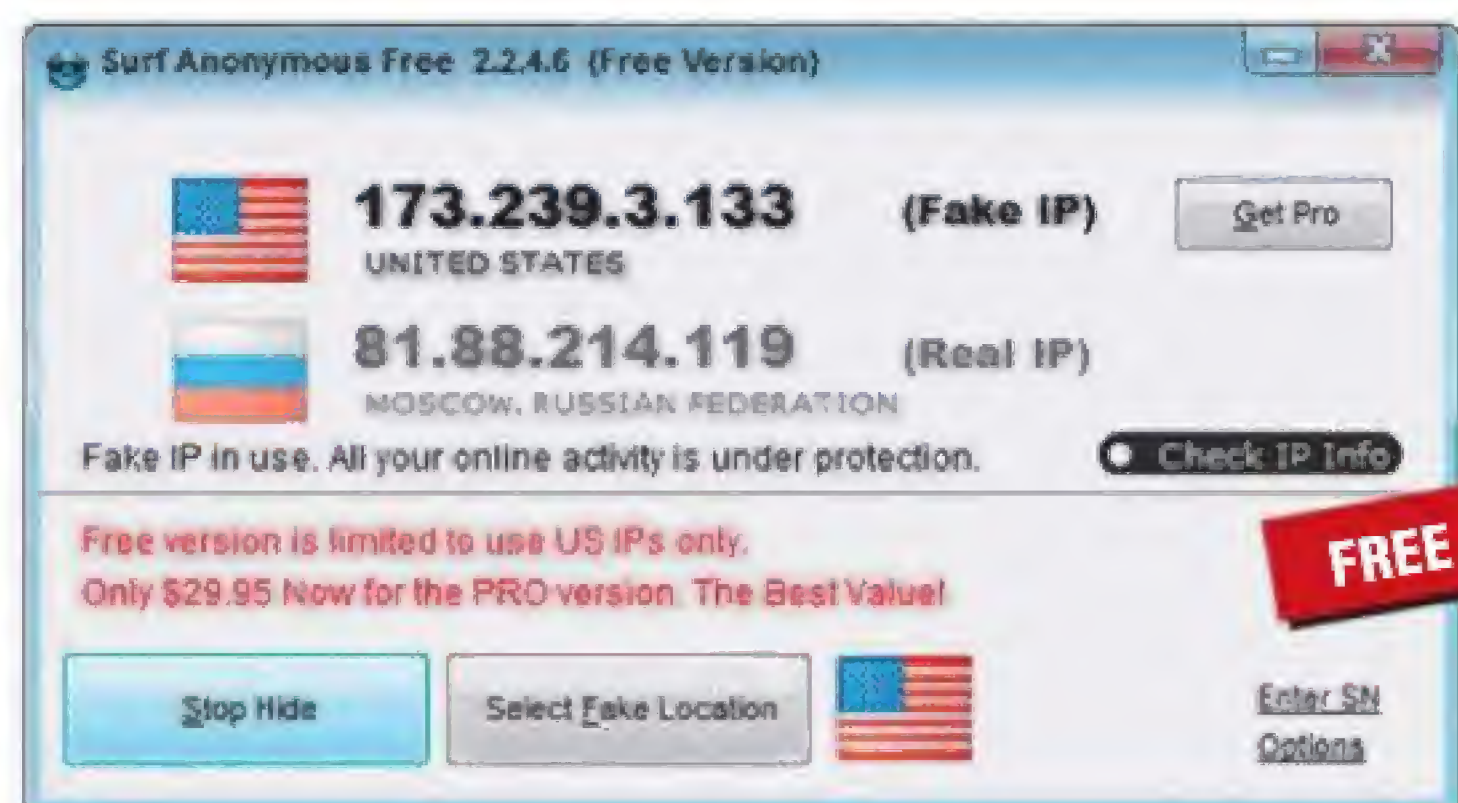 Surf Anonymous Free 2.2.4.6 (Free Version)
173.239.3.133 (Fake IP) Get Pro
UNITED STATES
81.88.214.119 (Real IP)
MOSCOW, RUSSIAN FEDERATION
Fake IP in use. All your online activity is under protection. Check IP Info
Free version is limited to use US IPs only.
Only $29.95 Now for the PRO version. The Best Value!
FREE
Stop Hide Select Fake Location Enter SN
Options